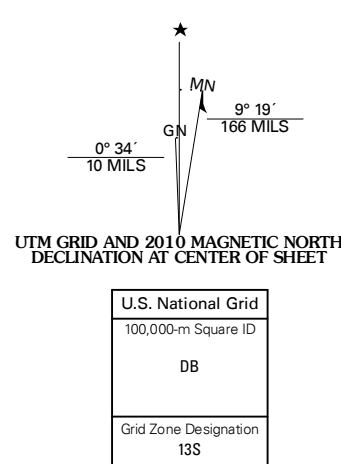 MN
9° 19´
166 MILS
GN
0° 34´
10 MILS
UTM GRID AND 2010 MAGNETIC NORTH
DECLINATION AT CENTER OF SHEET
U.S. National Grid
100,000-m Square ID
DB
Grid Zone Designation
13S